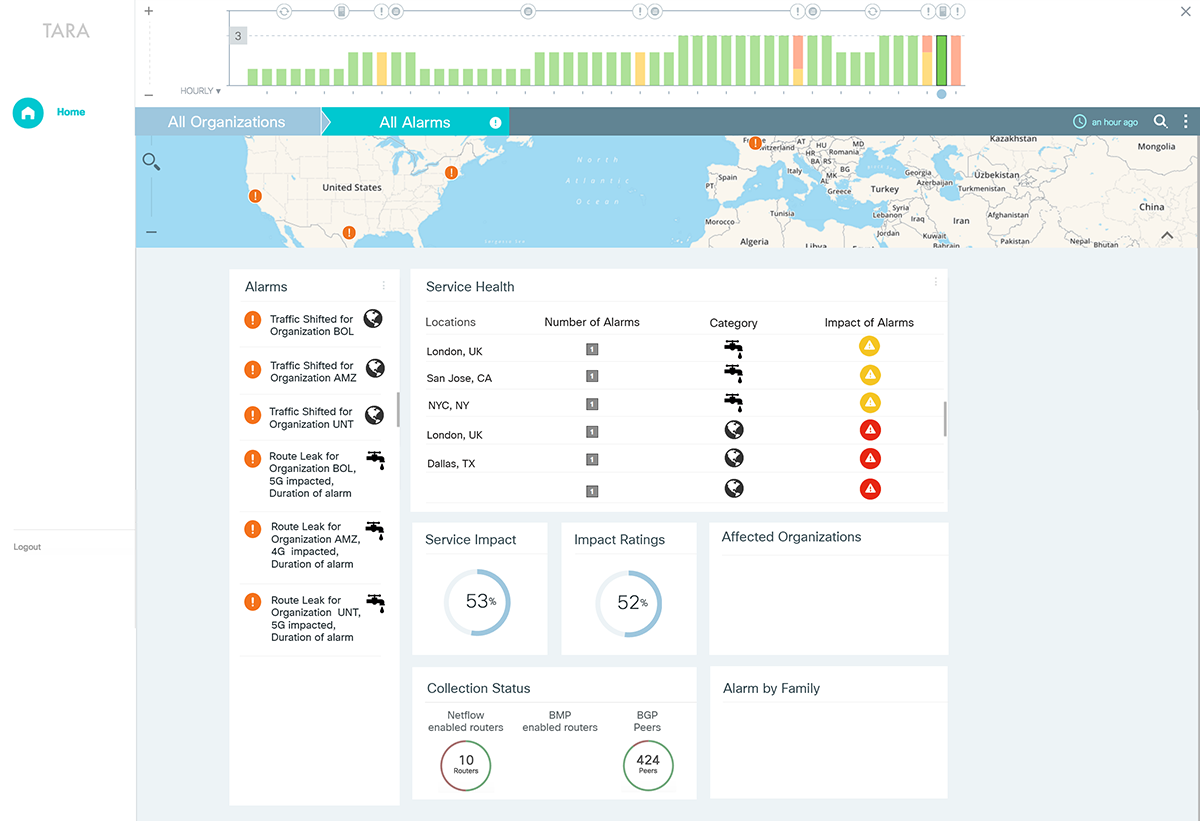 TARA
Home
Logout
3
HOURLY
All Organizations
All Alarms
an hour ago
United States
North
Atlantic
Ocean
Switzerland
AT
HU
MD
HR
Romania
BA
RS
Italy
MK
BG
AL
Spain
PT
Greece
Turkey
Georgia
Azerbaijan
Kazakhstan
Uzbekistan
Turkmenistan
Mongolia
China
Tunisia
Morocco
Algeria
Libya
Syria
Lebanon
Iraq
Jordan
Kuwait
Bahrain
Iran
Afghanistan
Pakistan
Nepal
Bhutan
Alarms
Traffic Shifted for
Organization BOL
Traffic Shifted for
Organization AMZ
Traffic Shifted for
Organization UNT
Route Leak for
Organization BOL,
5G impacted,
Duration of alarm
Route Leak for
Organization AMZ,
4G impacted,
Duration of alarm
Route Leak for
Organization UNT,
5G impacted,
Duration of alarm
Service Health
Locations Number of Alarms Category Impact of Alarms
London, UK 1
San Jose, CA 1
NYC, NY 1
London, UK 1
Dallas, TX 1
1
Service Impact
53%
Impact Ratings
52%
Affected Organizations
Collection Status
Netflow
enabled routers
10
Routers
BMP
enabled routers
BGP
Peers
424
Peers
Alarm by Family